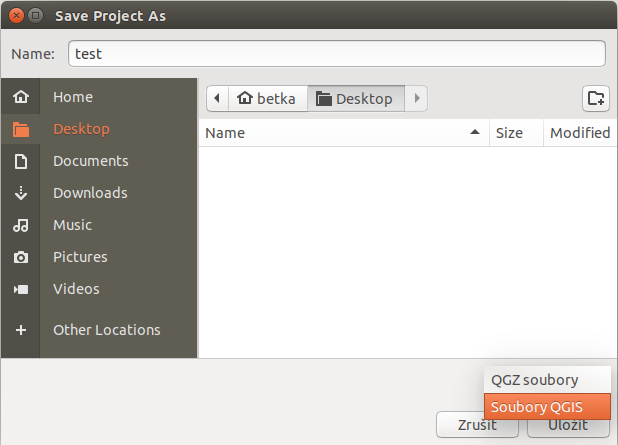 Save Project As
Name: test
Home
Desktop
Documents
Downloads
Music
Pictures
Videos
Other Locations
betka Desktop
Name Size Modified
QGZ soubory
Soubory QGIS
Zrušit Uložit